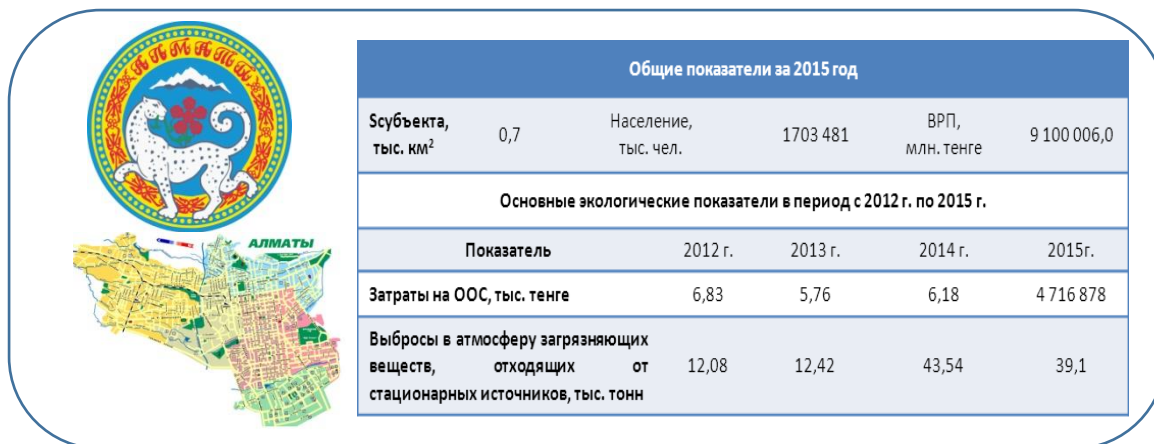 АЛМАТЫ
АЛМАТЫ
Общие показатели за 2015 год
Sсубъекта, тыс. км² 0,7 Население, тыс. чел. 1703 481 ВРП, млн. тенге 9 100 006,0
Основные экологические показатели в период с 2012 г. по 2015 г.
Показатель 2012 г. 2013 г. 2014 г. 2015г.
Затраты на ООС, тыс. тенге 6,83 5,76 6,18 4 716 878
Выбросы в атмосферу загрязняющих
веществ, отходящих от 12,08 12,42 43,54 39,1
стационарных источников, тыс. тонн